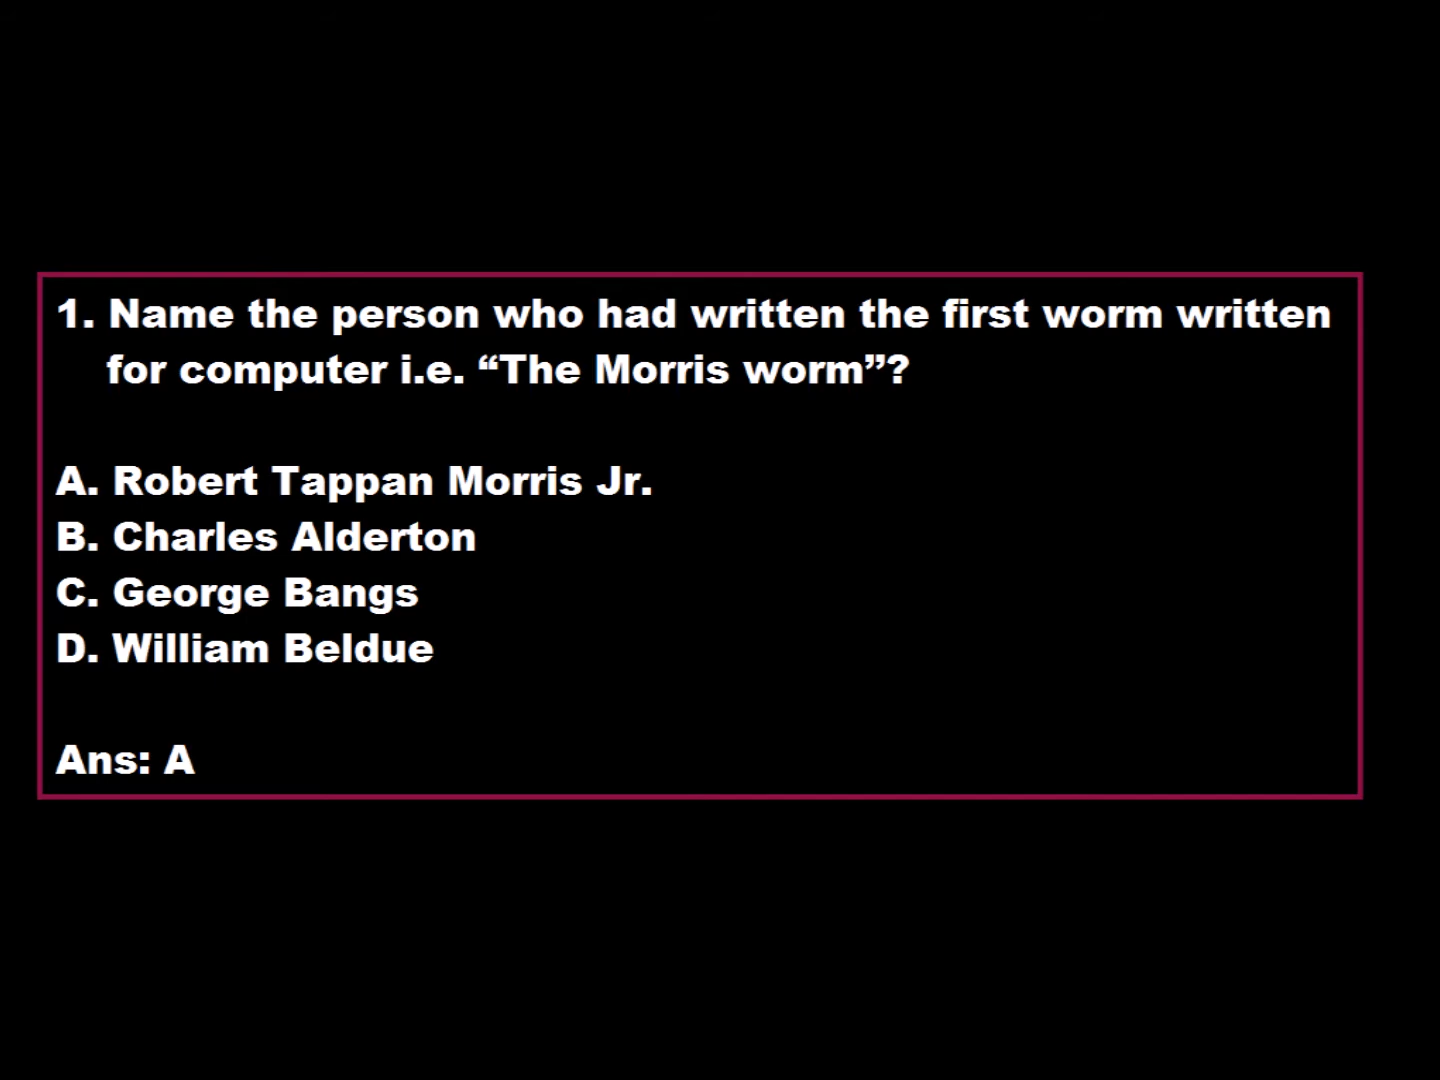 1. Name the person who had written the first worm written
for computer i.e. “The Morris worm”?
A. Robert Tappan Morris Jr.
B. Charles Alderton
C. George Bangs
D. William Beldue
Ans: A